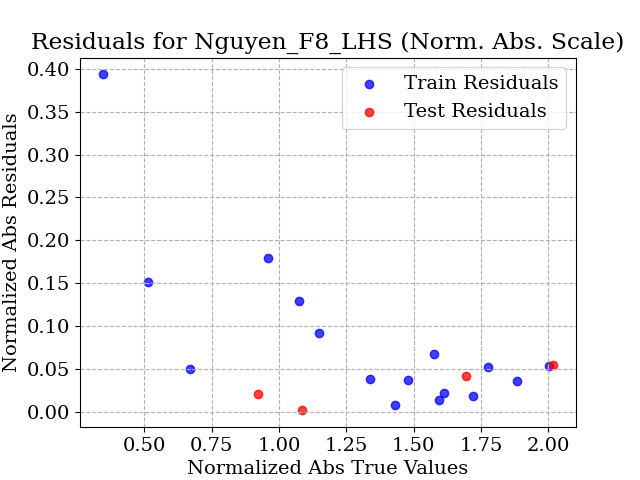 Residuals for Nguyen_F8_LHS (Norm. Abs. Scale)
Train Residuals
Test Residuals
Normalized Abs Residuals
0.40
0.35
0.30
0.25
0.20
0.15
0.10
0.05
0.00
0.50 0.75 1.00 1.25 1.50 1.75 2.00
Normalized Abs True Values